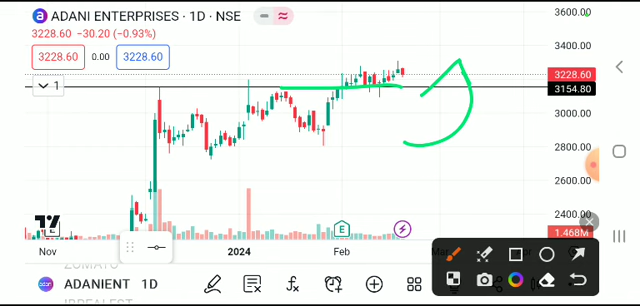 ADANI ENTERPRISES · 1D · NSE
3228.60 −30.20 (−0.93%)
3228.60 0.00 3228.60
1
3600.00
3400.00
3228.60
3154.80
3000.00
2800.00
2600.00
2400.00
1.468M
E
Nov 2024 Feb
ZOMATO
ADANIENT 1D